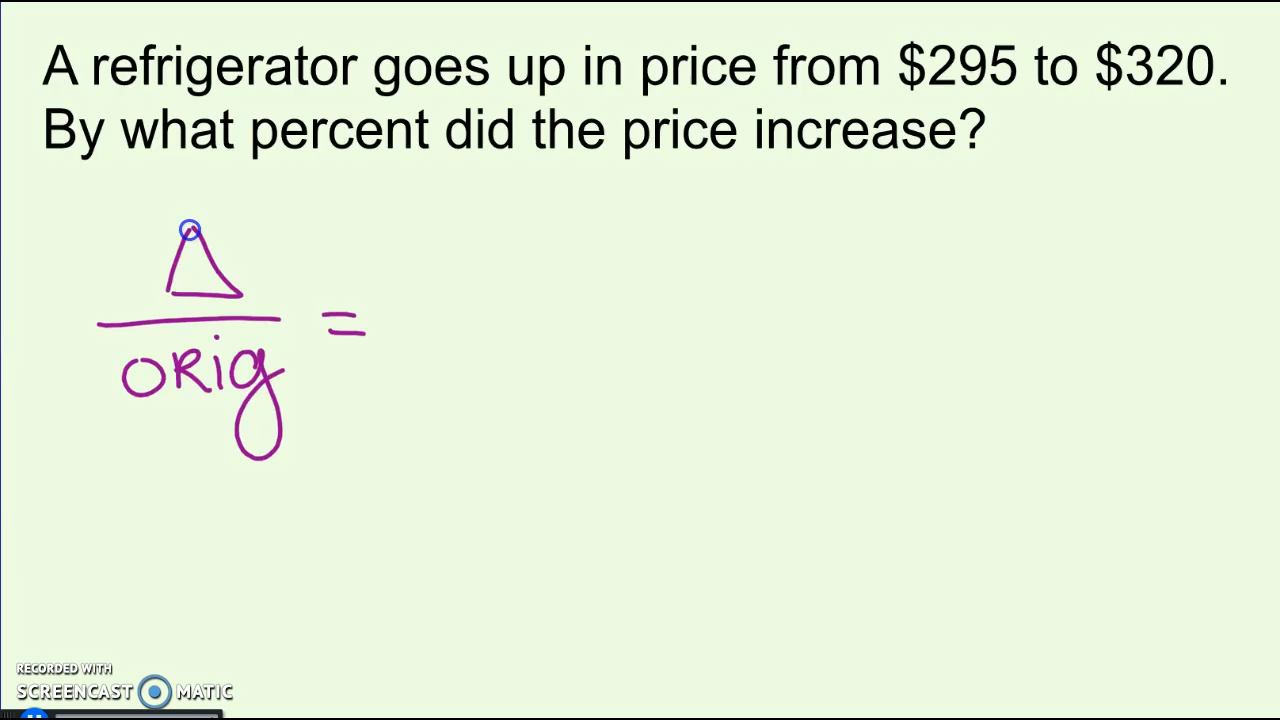 A refrigerator goes up in price from $295 to $320.
By what percent did the price increase?
Δ
orig
=
RECORDED WITH
SCREENCAST MATIC